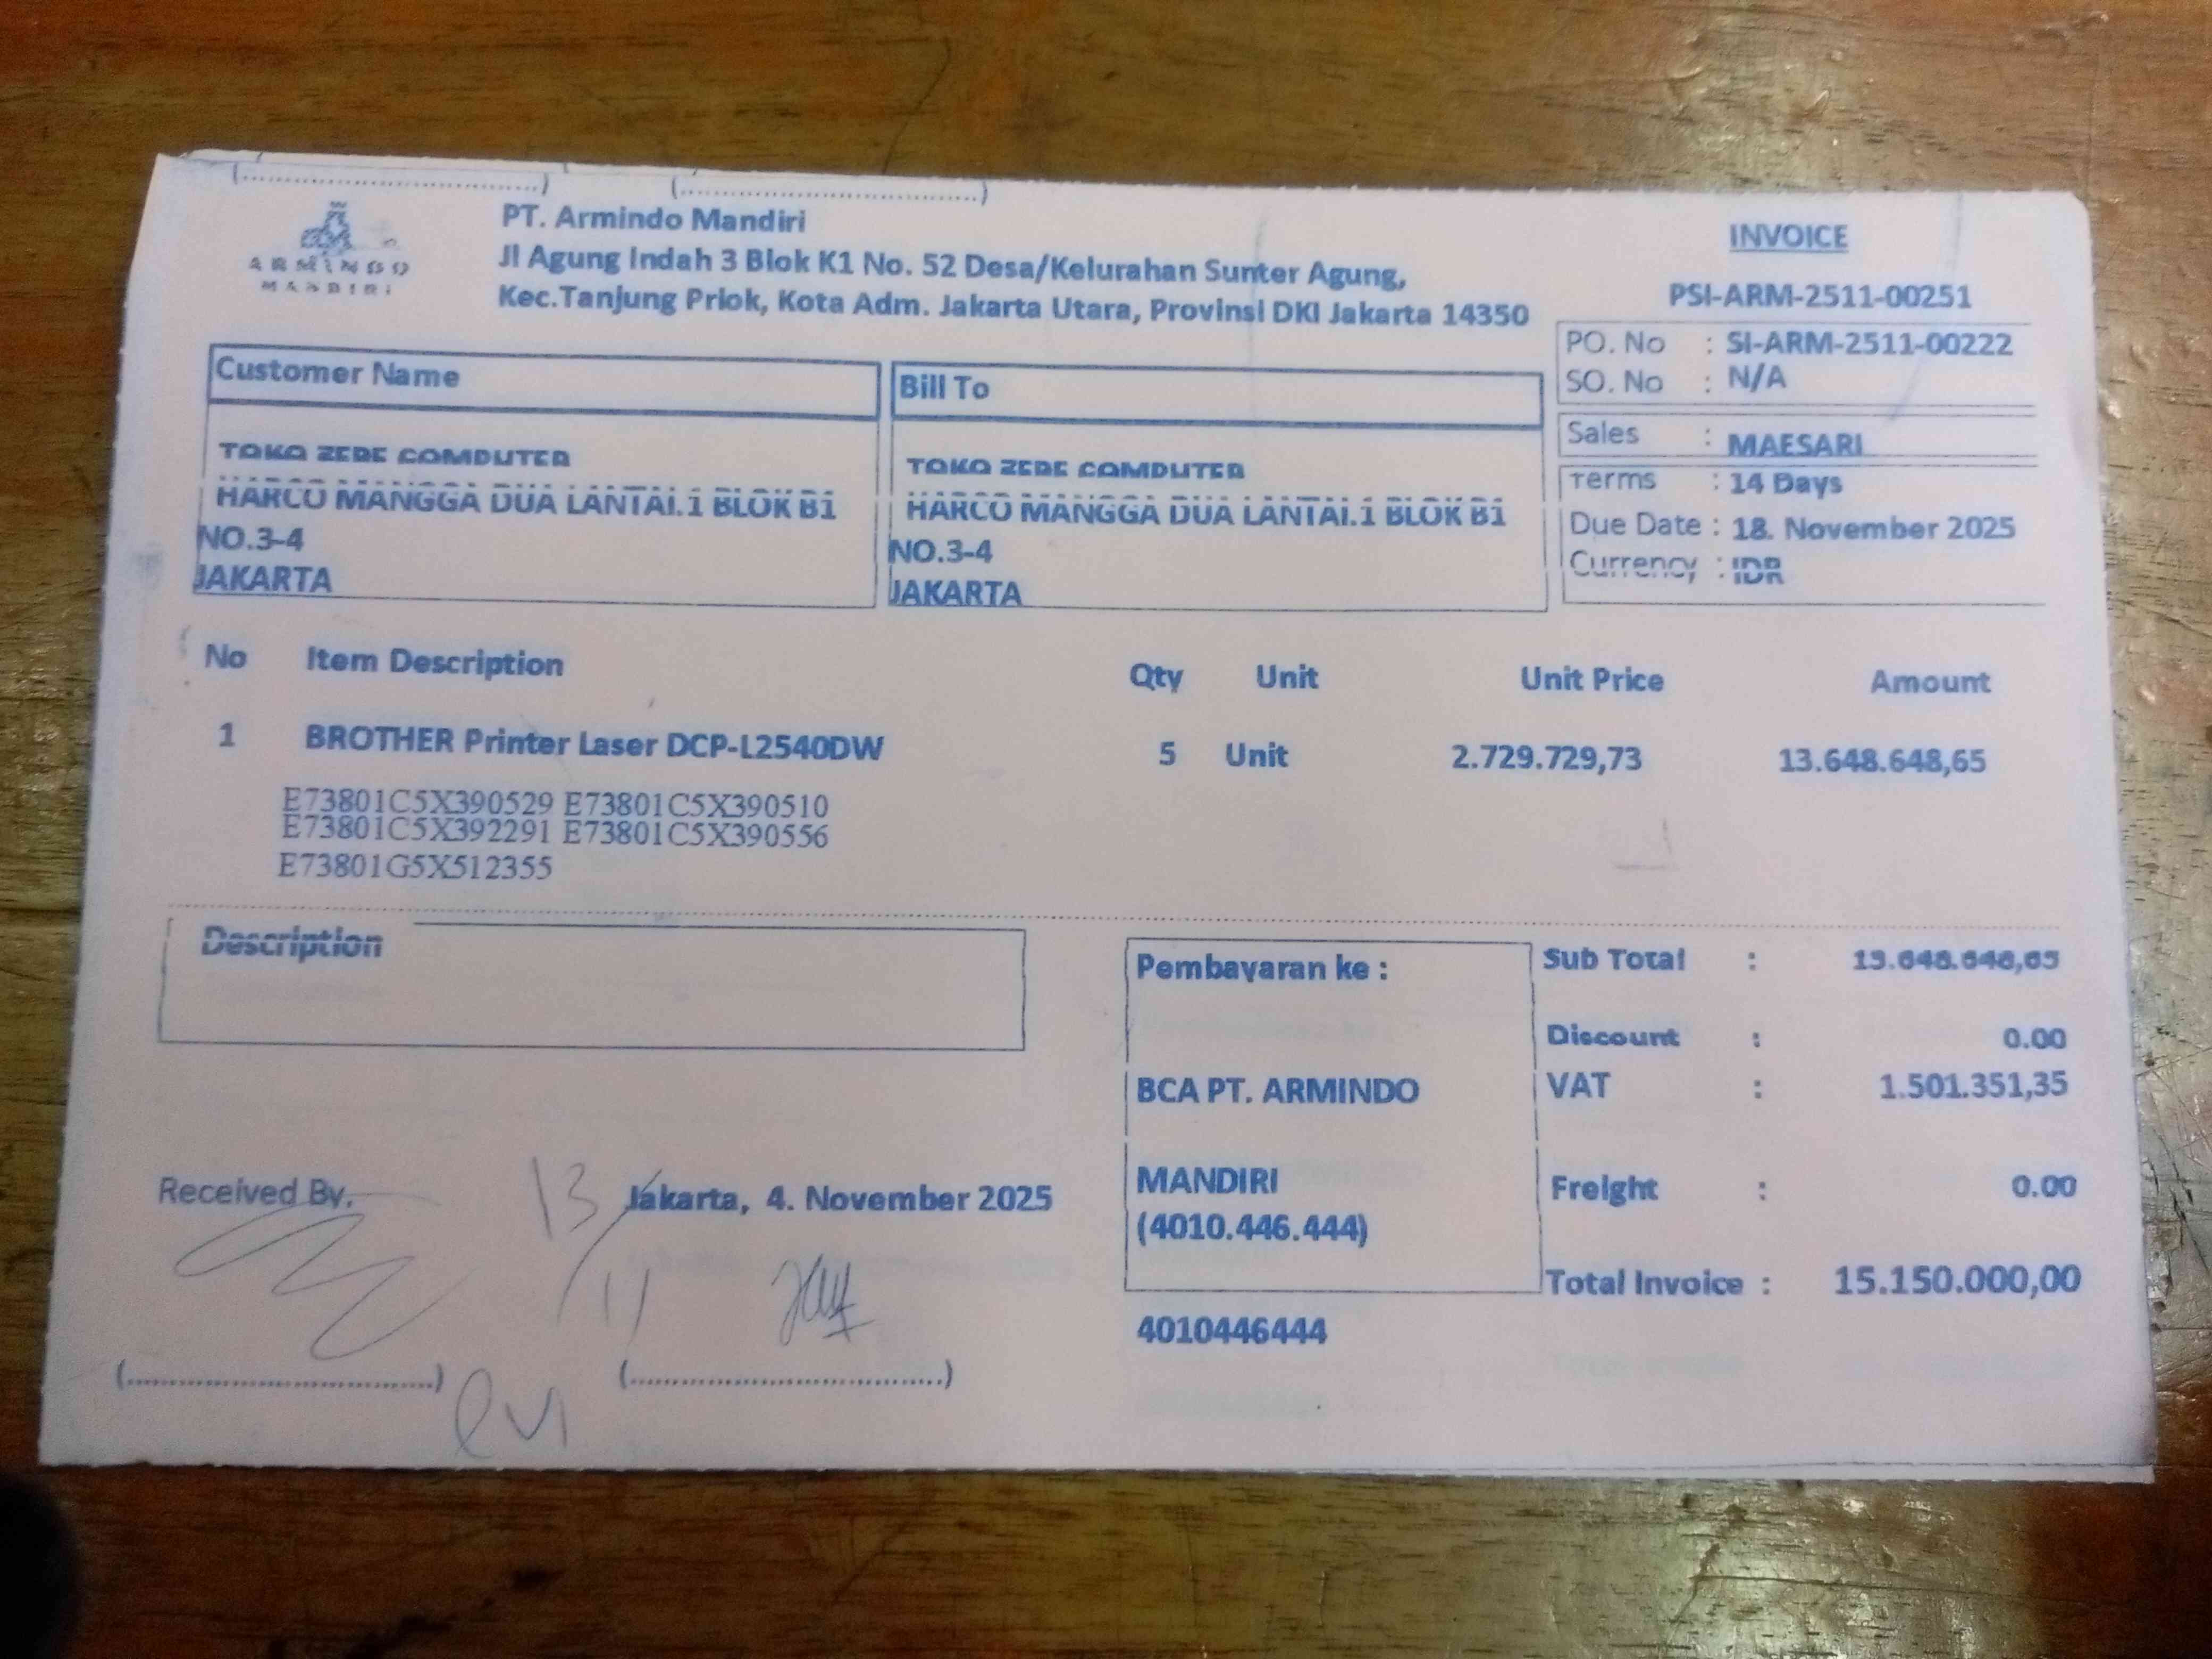 ARMINDO
MANDIRI
PT. Armindo Mandiri
Jl Agung Indah 3 Blok K1 No. 52 Desa/Kelurahan Sunter Agung,
Kec.Tanjung Priok, Kota Adm. Jakarta Utara, Provinsi DKI Jakarta 14350
INVOICE
PSI-ARM-2511-00251
PO. No : SI-ARM-2511-00222
SO. No : N/A
Sales : MAESARI
Terms : 14 Days
Due Date : 18. November 2025
Currency : IDR
Customer Name
TOKO ZEBE COMPUTER
HARCO MANGGA DUA LANTAI.1 BLOK B1
NO.3-4
JAKARTA
Bill To
TOKO ZEBE COMPUTER
HARCO MANGGA DUA LANTAI.1 BLOK B1
NO.3-4
JAKARTA
No Item Description Qty Unit Unit Price Amount
1 BROTHER Printer Laser DCP-L2540DW 5 Unit 2.729.729,73 13.648.648,65
E73801C5X390529 E73801C5X390510
E73801C5X392291 E73801C5X390556
E73801G5X512355
Description
Pembayaran ke :
BCA PT. ARMINDO
MANDIRI
(4010.446.444)
4010446444
Sub Total : 13.648.648,65
Discount : 0.00
VAT : 1.501.351,35
Freight : 0.00
Total Invoice : 15.150.000,00
Received By,
13/11
Jakarta, 4. November 2025
(..............................) (..............................)